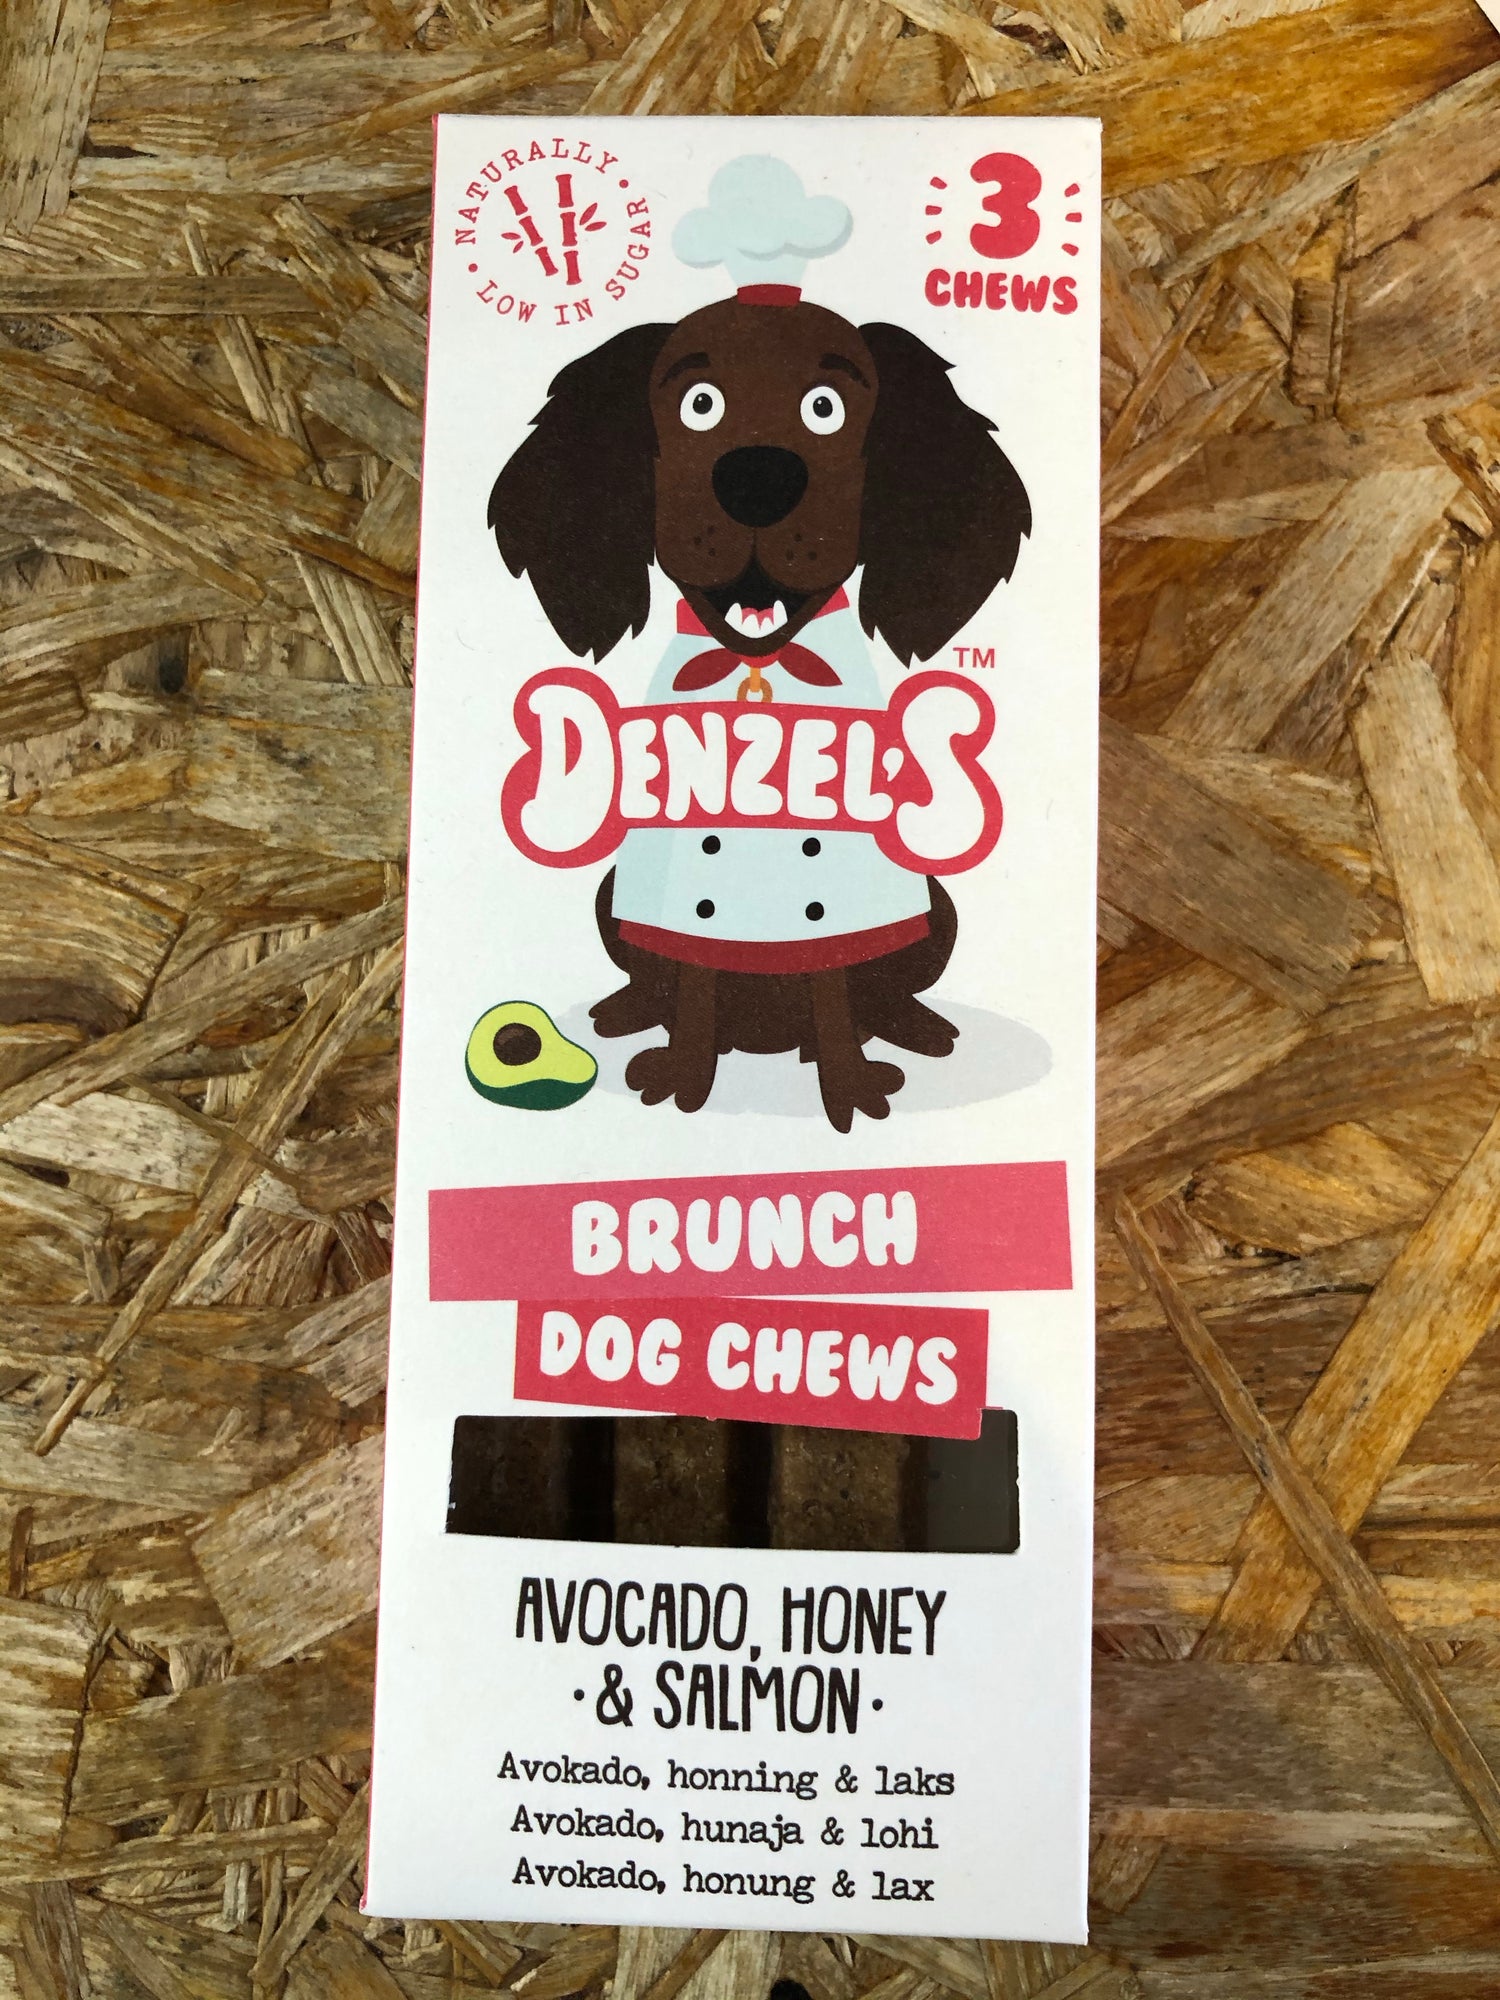 NATURALLY • LOW IN SUGAR •
3
CHEWS
DENZEL'S TM
BRUNCH
DOG CHEWS
AVOCADO, HONEY
• & SALMON •
Avokado, honning & laks
Avokado, hunaja & lohi
Avokado, honung & lax